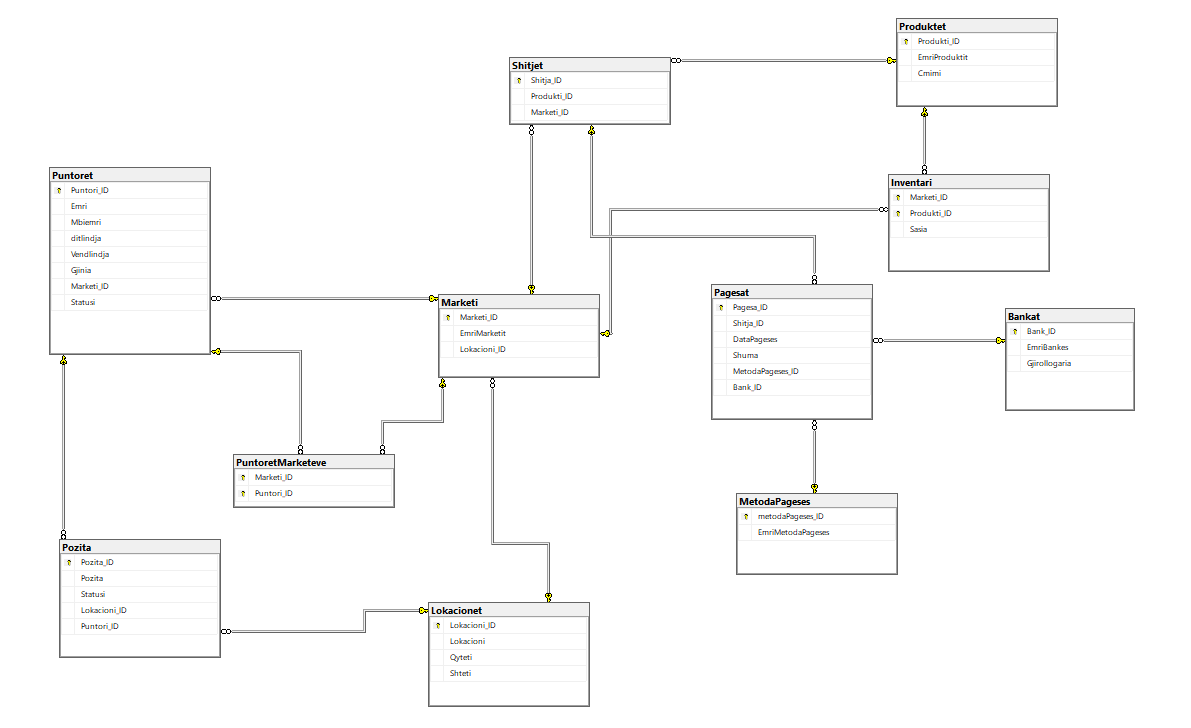 Produktet
Produkti_ID
EmriProduktit
Cmimi
Shitjet
Shitja_ID
Produkti_ID
Marketi_ID
Puntoret
Puntori_ID
Emri
Mbiemri
ditlindja
Vendlindja
Gjinia
Marketi_ID
Statusi
Inventari
Marketi_ID
Produkti_ID
Sasia
Marketi
Marketi_ID
EmriMarketit
Lokacioni_ID
Pagesat
Pagesa_ID
Shitja_ID
DataPageses
Shuma
MetodaPageses_ID
Bank_ID
Bankat
Bank_ID
EmriBankes
Gjirollogaria
PuntoretMarketeve
Marketi_ID
Puntori_ID
MetodaPageses
metodaPageses_ID
EmriMetodaPageses
Pozita
Pozita_ID
Pozita
Statusi
Lokacioni_ID
Puntori_ID
Lokacionet
Lokacioni_ID
Lokacioni
Qyteti
Shteti